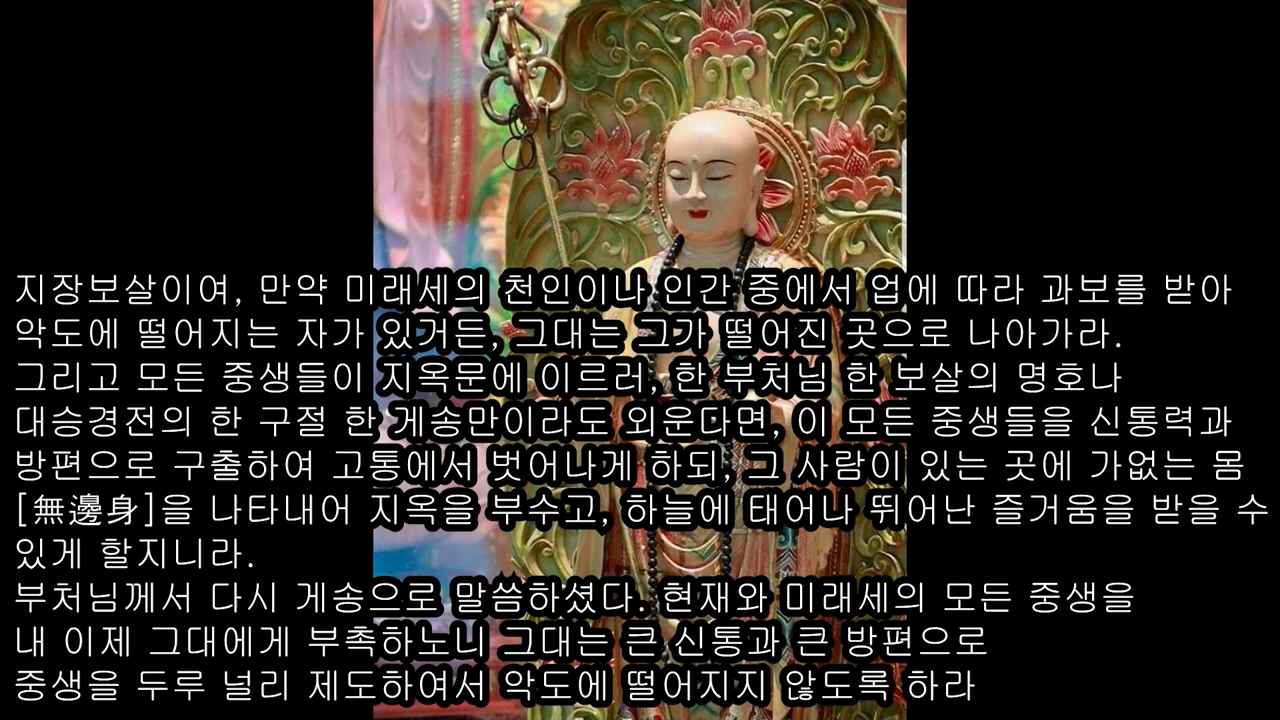 지장보살이여, 만약 미래세의 천인이나 인간 중에서 업에 따라 과보를 받아
악도에 떨어지는 자가 있거든, 그대는 그가 떨어진 곳으로 나아가라.
그리고 모든 중생들이 지옥문에 이르러, 한 부처님 한 보살의 명호나
대승경전의 한 구절 한 게송만이라도 외운다면, 이 모든 중생들을 신통력과
방편으로 구출하여 고통에서 벗어나게 하되, 그 사람이 있는 곳에 가없는 몸
[無邊身]을 나타내어 지옥을 부수고, 하늘에 태어나 뛰어난 즐거움을 받을 수
있게 할지니라.
부처님께서 다시 게송으로 말씀하셨다. 현재와 미래세의 모든 중생을
내 이제 그대에게 부촉하노니 그대는 큰 신통과 큰 방편으로
중생을 두루 널리 제도하여서 악도에 떨어지지 않도록 하라